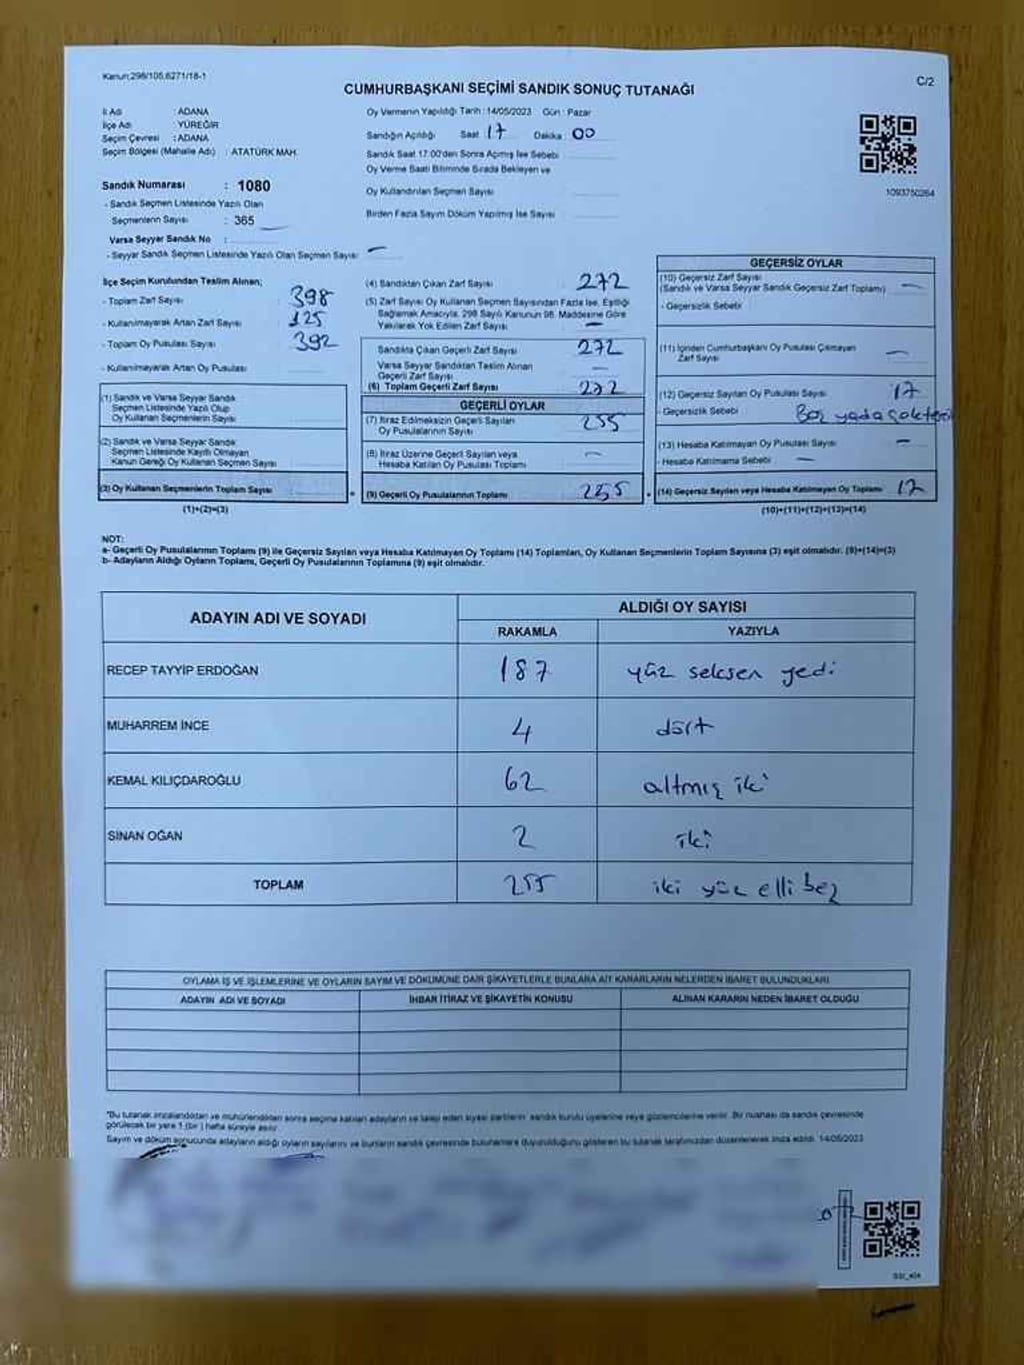 Kanun;298/105.6271/18-1
CUMHURBAŞKANI SEÇİMİ SANDIK SONUÇ TUTANAĞI
C/2
İl Adı : ADANA
İlçe Adı : YÜREĞİR
Seçim Çevresi : ADANA
Seçim Bölgesi (Mahalle Adı) : ATATÜRK MAH.
Sandık Numarası : 1080
- Sandık Seçmen Listesinde Yazılı Olan
Seçmenlerin Sayısı : 365
Varsa Seyyar Sandık No :
- Seyyar Sandık Seçmen Listesinde Yazılı Olan Seçmen Sayısı: —
Oy Vermenin Yapıldığı Tarih : 14/05/2023 Gün : Pazar
Sandığın Açıldığı Saat 17 Dakika 00
Sandık Saat 17:00'den Sonra Açılmış İse Sebebi
Oy Verme Saati Bitiminde Sırada Bekleyen ve
Oy Kullandırılan Seçmen Sayısı
Birden Fazla Sayım Döküm Yapılmış İse Sayısı
1093750264
İlçe Seçim Kurulundan Teslim Alınan;
- Toplam Zarf Sayısı 398
- Kullanılmayarak Artan Zarf Sayısı 125
- Toplam Oy Pusulası Sayısı 392
- Kullanılmayarak Artan Oy Pusulası
(1) Sandık ve Varsa Seyyar Sandık
Seçmen Listesinde Yazılı Olup
Oy Kullanan Seçmenlerin Sayısı
(2) Sandık ve Varsa Seyyar Sandık
Seçmen Listesinde Kayıtlı Olmayan
Kanun Gereği Oy Kullanan Seçmen Sayısı
(3) Oy Kullanan Seçmenlerin Toplam Sayısı
(1)+(2)=(3)
(4) Sandıktan Çıkan Zarf Sayısı 272
(5) Zarf Sayısı Oy Kullanan Seçmen Sayısından Fazla İse, Eşitliği
Sağlamak Amacıyla, 298 Sayılı Kanunun 98. Maddesine Göre
Yakılarak Yok Edilen Zarf Sayısı —
Sandıkta Çıkan Geçerli Zarf Sayısı 272
Varsa Seyyar Sandıktan Teslim Alınan
Geçerli Zarf Sayısı —
(6) Toplam Geçerli Zarf Sayısı 272
GEÇERLİ OYLAR
(7) İtiraz Edilmeksizin Geçerli Sayılan
Oy Pusulalarının Sayısı 255
(8) İtiraz Üzerine Geçerli Sayılan veya
Hesaba Katılan Oy Pusulası Toplamı —
= (9) Geçerli Oy Pusulalarının Toplamı 255
GEÇERSİZ OYLAR
(10) Geçersiz Zarf Sayısı
(Sandık ve Varsa Seyyar Sandık Geçersiz Zarf Toplamı) —
- Geçersizlik Sebebi
(11) İçinden Cumhurbaşkanı Oy Pusulası Çıkmayan
Zarf Sayısı —
(12) Geçersiz Sayılan Oy Pusulası Sayısı 17
- Geçersizlik Sebebi
(13) Hesaba Katılmayan Oy Pusulası Sayısı —
- Hesaba Katılmama Sebebi —
+ (14) Geçersiz Sayılan veya Hesaba Katılmayan Oy Toplamı 17
(10)+(11)+(12)+(13)=(14)
NOT:
a- Geçerli Oy Pusulalarının Toplamı (9) ile Geçersiz Sayılan veya Hesaba Katılmayan Oy Toplamı (14) Toplamları, Oy Kullanan Seçmenlerin Toplam Sayısına (3) eşit olmalıdır. (9)+(14)=(3)
b- Adayların Aldığı Oyların Toplamı, Geçerli Oy Pusulalarının Toplamına (9) eşit olmalıdır.
ADAYIN ADI VE SOYADI ALDIĞI OY SAYISI
RAKAMLA YAZIYLA
RECEP TAYYİP ERDOĞAN 187 yüz seksen yedi
MUHARREM İNCE 4 dört
KEMAL KILIÇDAROĞLU 62 altmış iki
SİNAN OĞAN 2 iki
TOPLAM 255 iki yüz elli beş
OYLAMA İŞ VE İŞLEMLERİNE VE OYLARIN SAYIM VE DÖKÜMÜNE DAİR ŞİKAYETLERLE BUNLARA AİT KARARLARIN NELERDEN İBARET BULUNDUKLARI
ADAYIN ADI VE SOYADI İHBAR İTİRAZ VE ŞİKAYETİN KONUSU ALINAN KARARIN NEDEN İBARET OLDUĞU
*Bu tutanak imzalandıktan ve mühürlendikten sonra seçime katılan adayların ve talep eden siyasi partilerin sandık kurulu üyelerine veya gözlemcilerine verilir. Bir nüshası da sandık çevresinde
görülecek bir yere 1 (bir ) hafta süreyle asılır.
Sayım ve döküm sonucunda adayların aldığı oyların sayılarını ve bunların sandık çevresinde bulunanlara duyurulduğunu gösteren bu tutanak tarafımızdan düzenlenerek imza edildi. 14/05/2023